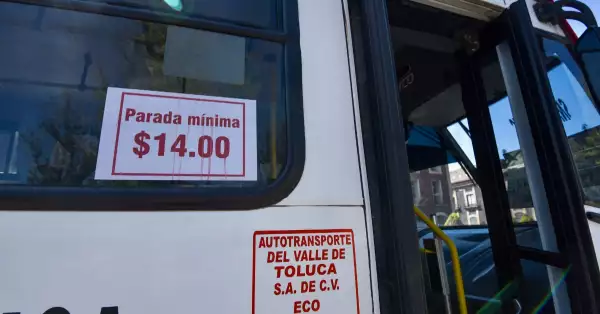 Parada mínima
$14.00
AUTOTRANSPORTE
DEL VALLE DE
TOLUCA
S.A. DE C.V.
ECO